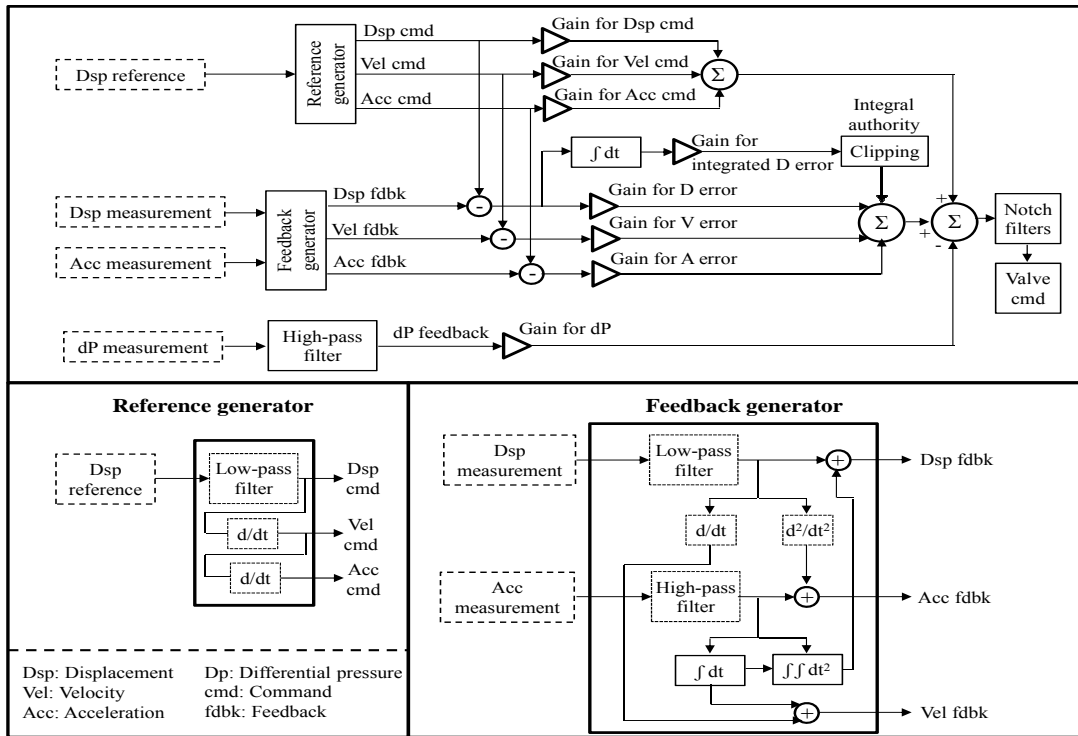 Dsp reference
Reference
generator
Dsp cmd
Vel cmd
Acc cmd
Gain for Dsp cmd
Gain for Vel cmd
Gain for Acc cmd
Σ
Integral
authority
∫ dt
Gain for
integrated D error
Clipping
Dsp measurement
Acc measurement
Feedback
generator
Dsp fdbk
Vel fdbk
Acc fdbk
-
-
-
Gain for D error
Gain for V error
Gain for A error
Σ
+
+
-
Σ
Notch
filters
Valve
cmd
dP measurement
High-pass
filter
dP feedback
Gain for dP
Reference generator
Dsp
reference
Low-pass
filter
Dsp
cmd
d/dt
Vel
cmd
d/dt
Acc
cmd
Dsp: Displacement
Vel: Velocity
Acc: Acceleration
Dp: Differential pressure
cmd: Command
fdbk: Feedback
Feedback generator
Dsp
measurement
Low-pass
filter
+
Dsp fdbk
d/dt
d²/dt²
Acc
measurement
High-pass
filter
+
Acc fdbk
∫ dt
∫ ∫ dt²
+
Vel fdbk